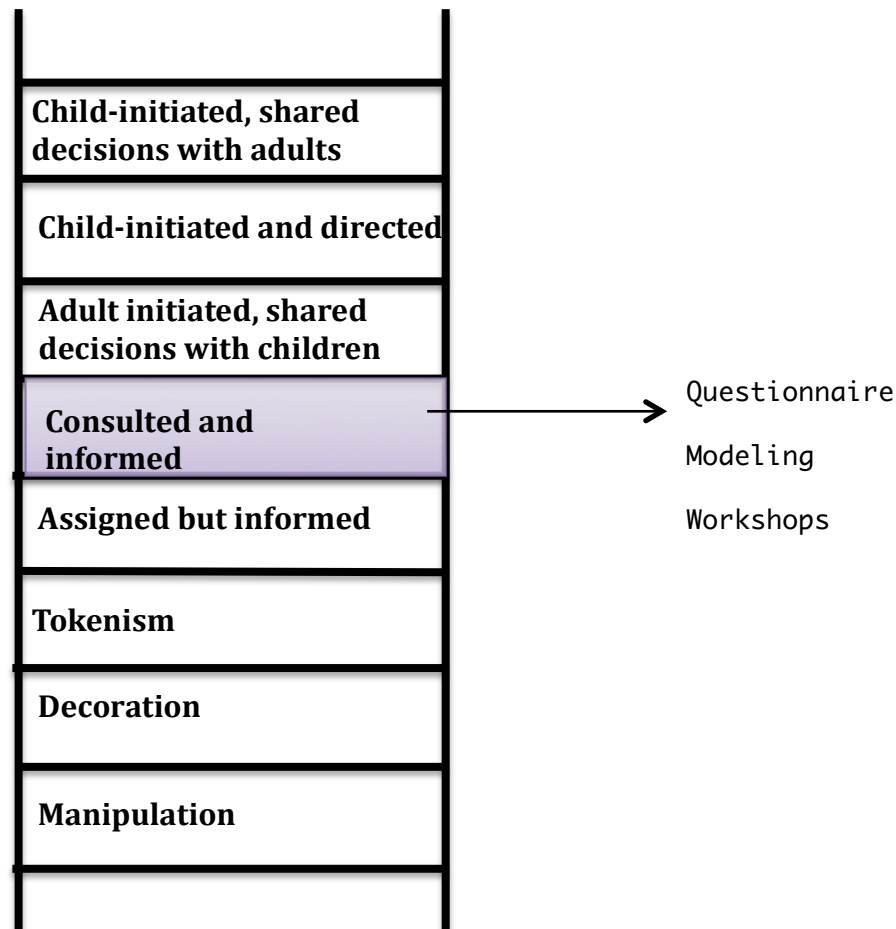 Child-initiated, shared
decisions with adults
Child-initiated and directed
Adult initiated, shared
decisions with children
Consulted and
informed
Questionnaire
Modeling
Workshops
Assigned but informed
Tokenism
Decoration
Manipulation